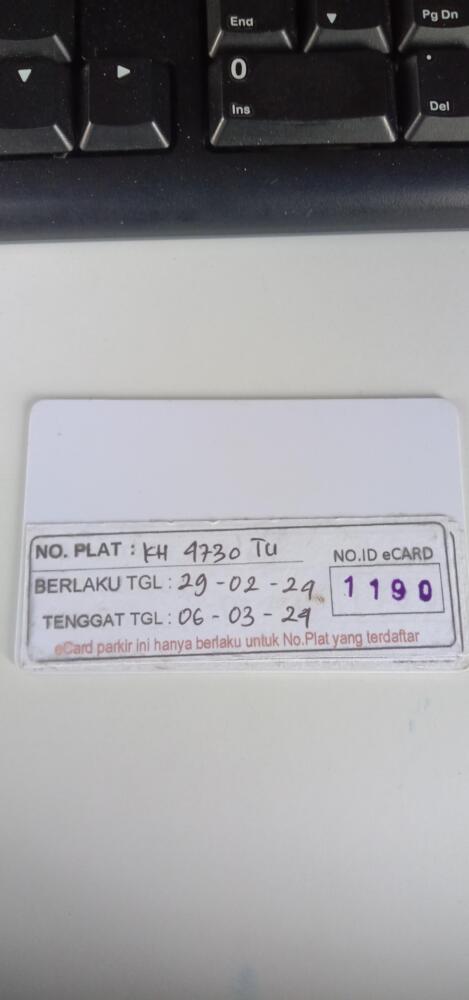 End
▼
Pg Dn
▼
▶
0
.
Ins
Del
NO. PLAT : KH 4730 TU
NO.ID eCARD
BERLAKU TGL : 29 - 02 - 24
1190
TENGGAT TGL : 06 - 03 - 24
eCard parkir ini hanya berlaku untuk No.Plat yang terdaftar